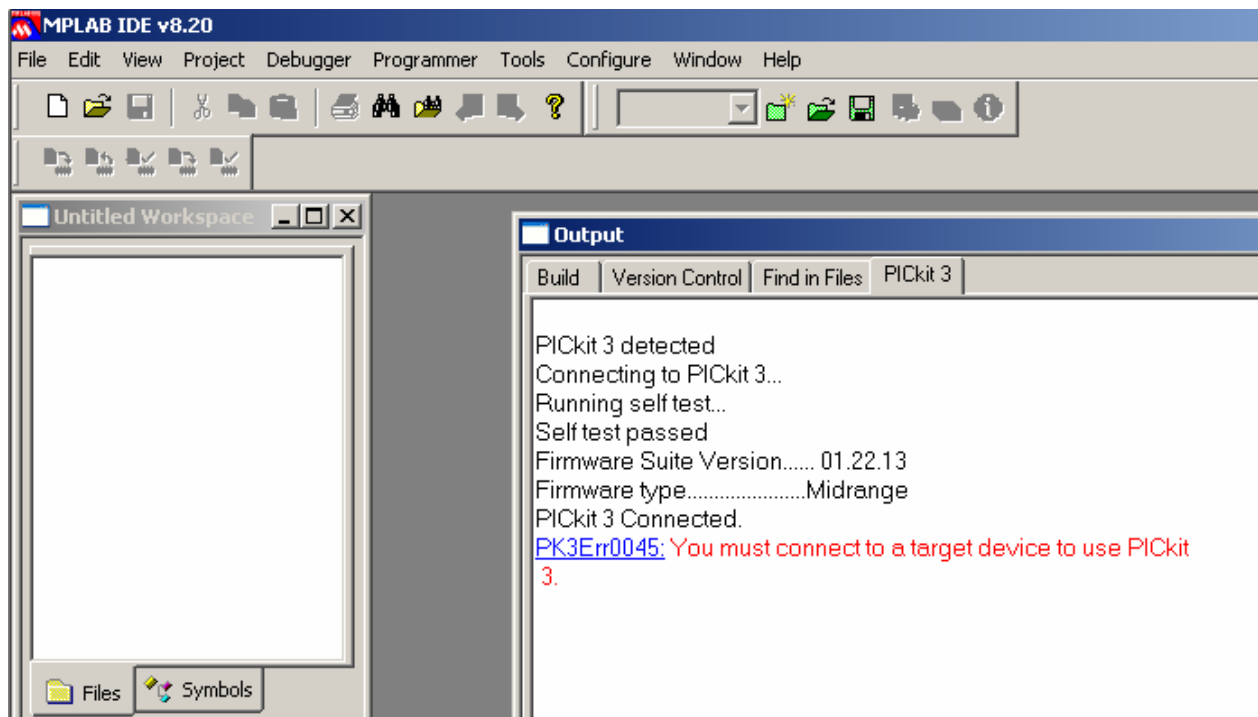 MPLAB IDE v8.20
File Edit View Project Debugger Programmer Tools Configure Window Help
Untitled Workspace
Output
Build Version Control Find in Files PICkit 3
PICkit 3 detected
Connecting to PICkit 3...
Running self test...
Self test passed
Firmware Suite Version...... 01.22.13
Firmware type......................Midrange
PICkit 3 Connected.
PK3Err0045: You must connect to a target device to use PICkit
3.
Files Symbols